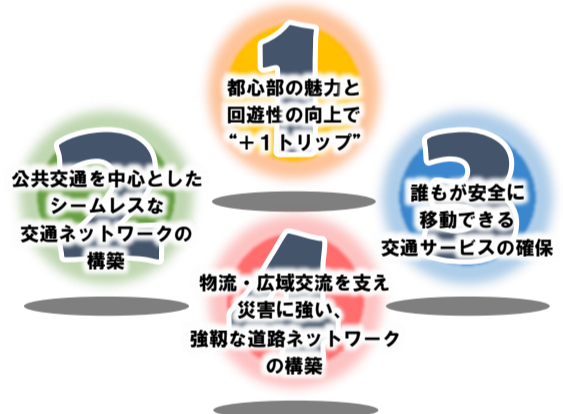 1
都心部の魅力と
回遊性の向上で
“＋１トリップ”
2
公共交通を中心とした
シームレスな
交通ネットワークの
構築
3
誰もが安全に
移動できる
交通サービスの確保
4
物流・広域交流を支え
災害に強い、
強靱な道路ネットワーク
の構築